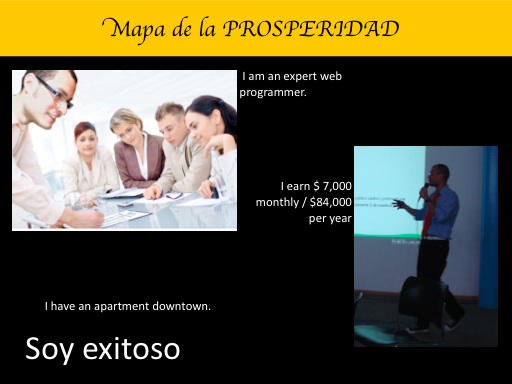 Mapa de la PROSPERIDAD
I am an expert web
programmer.
I earn $ 7,000
monthly / $84,000
per year
I have an apartment downtown.
Soy exitoso